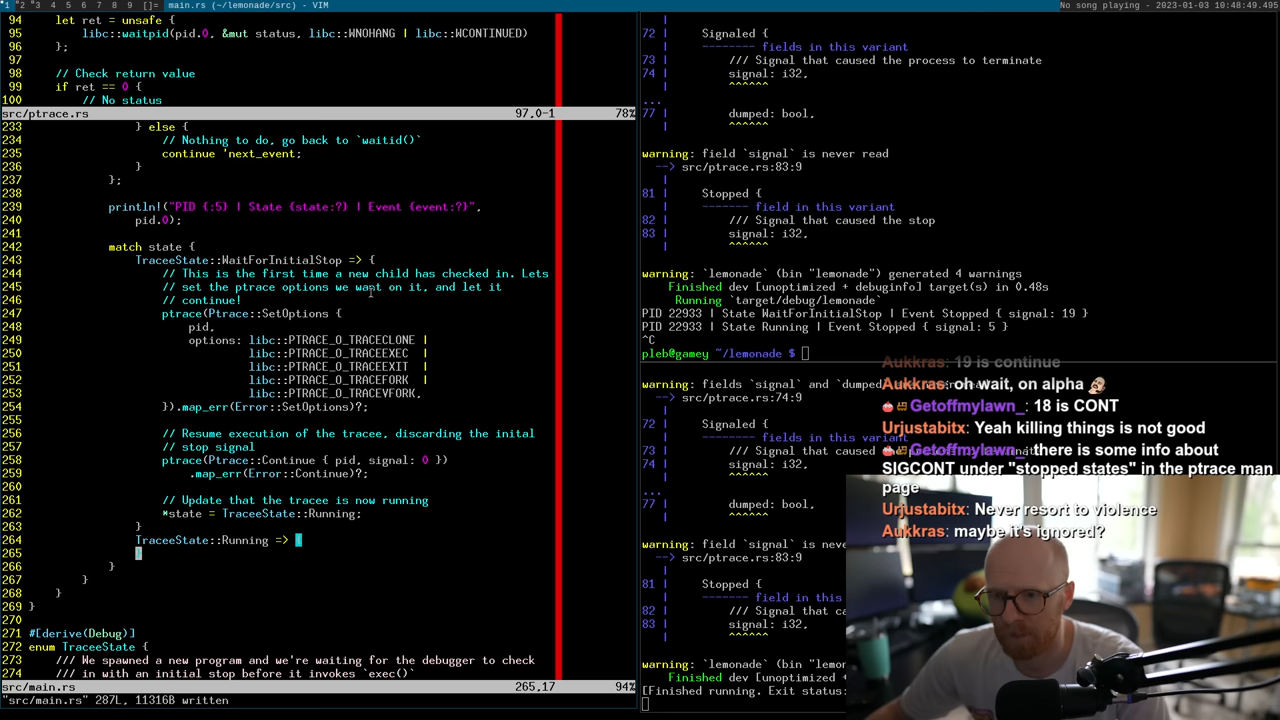 1 2 3 4 5 6 7 8 9 []= main.rs (~/lemonade/src) - VIM
No song playing - 2023-01-03 10:48:49.495
94 let ret = unsafe {
95 libc::waitpid(pid.0, &mut status, libc::WNOHANG | libc::WCONTINUED)
96 };
97
98 // Check return value
99 if ret == 0 {
100 // No status
src/ptrace.rs 97,0-1 78%
233 } else {
234 // Nothing to do, go back to `waitid()`
235 continue 'next_event;
236 }
237 };
238
239 println!("PID {:5} | State {state:?} | Event {event:?}",
240 pid.0);
241
242 match state {
243 TraceeState::WaitForInitialStop => {
244 // This is the first time a new child has checked in. Lets
245 // set the ptrace options we want on it, and let it
246 // continue!
247 ptrace(Ptrace::SetOptions {
248 pid,
249 options: libc::PTRACE_O_TRACECLONE |
250 libc::PTRACE_O_TRACEEXEC |
251 libc::PTRACE_O_TRACEEXIT |
252 libc::PTRACE_O_TRACEFORK |
253 libc::PTRACE_O_TRACEVFORK,
254 }).map_err(Error::SetOptions)?;
255
256 // Resume execution of the tracee, discarding the inital
257 // stop signal
258 ptrace(Ptrace::Continue { pid, signal: 0 })
259 .map_err(Error::Continue)?;
260
261 // Update that the tracee is now running
262 *state = TraceeState::Running;
263 }
264 TraceeState::Running => {
265 }
266 }
267 }
268 }
269 }
270
271 #[derive(Debug)]
272 enum TraceeState {
273 /// We spawned a new program and we're waiting for the debugger to check
274 /// in with an initial stop before it invokes `exec()`
src/main.rs 265,17 94%
"src/main.rs" 287L, 11316B written
|
72 | Signaled {
| -------- fields in this variant
73 | /// Signal that caused the process to terminate
74 | signal: i32,
| ^^^^^^
...
77 | dumped: bool,
| ^^^^^^
warning: field `signal` is never read
--> src/ptrace.rs:83:9
|
81 | Stopped {
| ------- field in this variant
82 | /// Signal that caused the stop
83 | signal: i32,
| ^^^^^^
warning: `lemonade` (bin "lemonade") generated 4 warnings
Finished dev [unoptimized + debuginfo] target(s) in 0.48s
Running `target/debug/lemonade`
PID 22933 | State WaitForInitialStop | Event Stopped { signal: 19 }
PID 22933 | State Running | Event Stopped { signal: 5 }
^C
pleb@gamey ~/lemonade $
warning: fields `signal` and `dumped
--> src/ptrace.rs:74:9
|
72 | Signaled {
| -------- fields in this variant
73 | /// Signal that caused
74 | signal: i32,
| ^^^^^^
...
77 | dumped: bool,
| ^^^^^^
warning: field `signal` is neve
--> src/ptrace.rs:83:9
|
81 | Stopped {
| ------- field in this
82 | /// Signal that ca
83 | signal: i32,
| ^^^^^^
warning: `lemonade` (bin "lemon
Finished dev [unoptimized +
[Finished running. Exit status:
Aukkras: 19 is continue
Aukkras: oh wait, on alpha
Getoffmylawn_: 18 is CONT
Urjustabitx: Yeah killing things is not good
Getoffmylawn_: there is some info about
SIGCONT under "stopped states" in the ptrace man
page
Urjustabitx: Never resort to violence
Aukkras: maybe it's ignored?